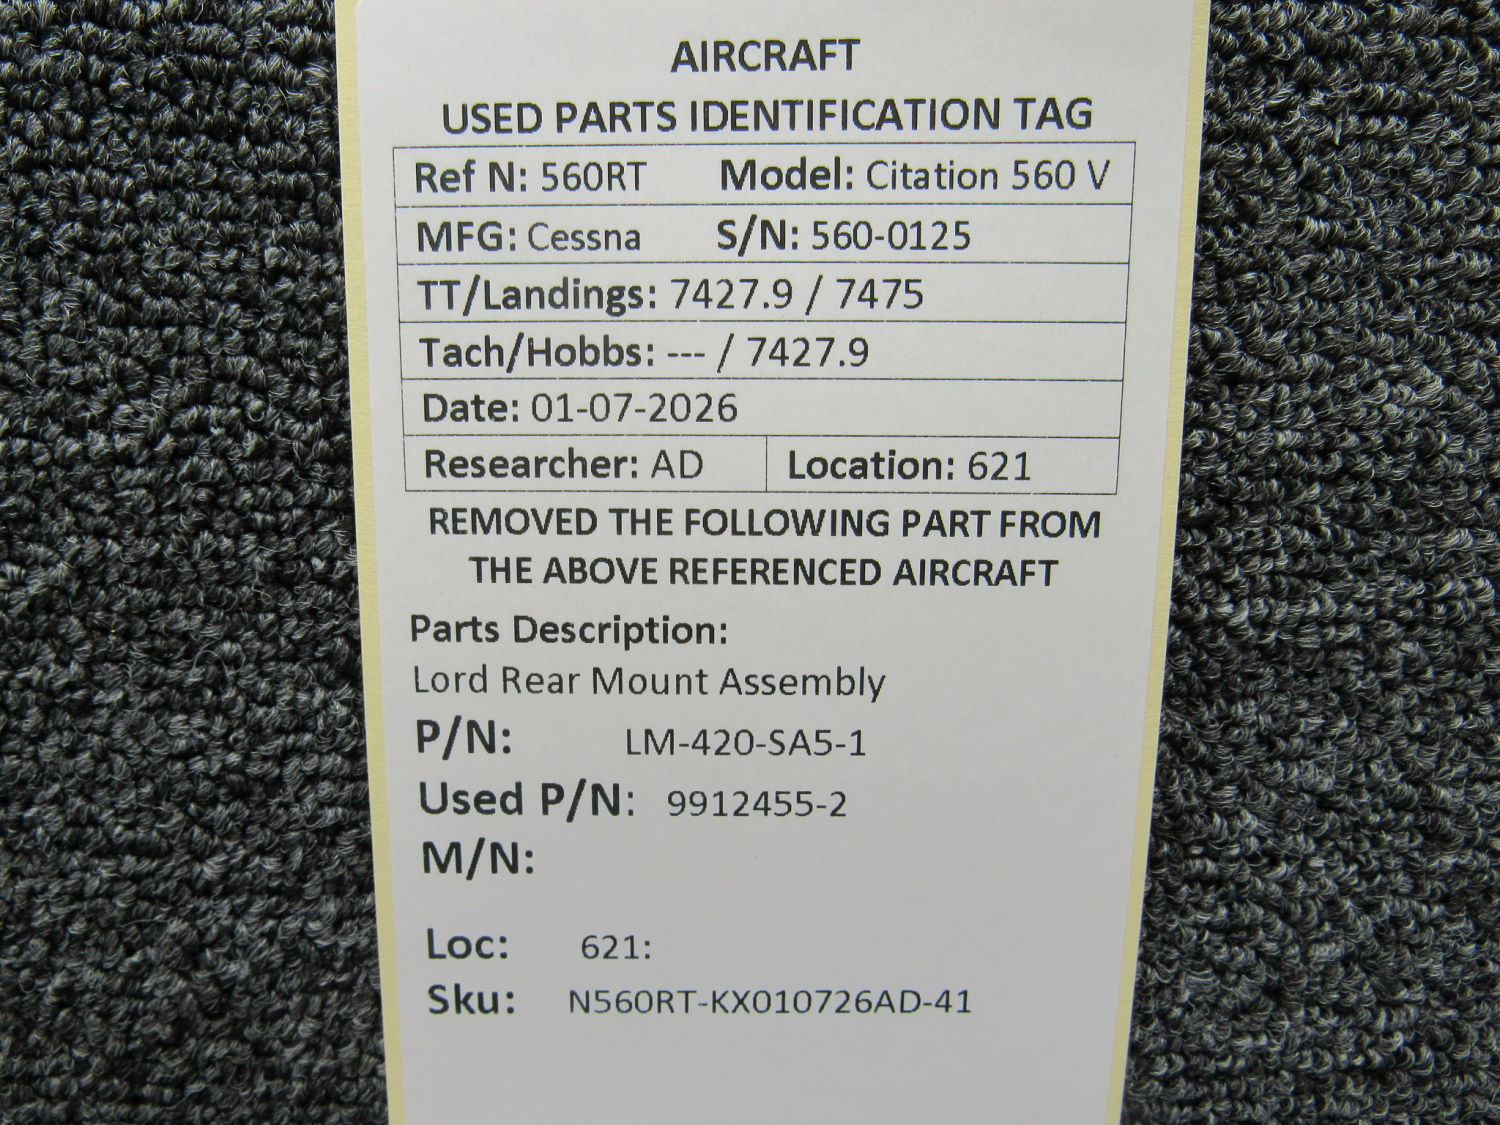 AIRCRAFT
USED PARTS IDENTIFICATION TAG
Ref N: 560RT Model: Citation 560 V
MFG: Cessna S/N: 560-0125
TT/Landings: 7427.9 / 7475
Tach/Hobbs: --- / 7427.9
Date: 01-07-2026
Researcher: AD Location: 621
REMOVED THE FOLLOWING PART FROM
THE ABOVE REFERENCED AIRCRAFT
Parts Description:
Lord Rear Mount Assembly
P/N: LM-420-SA5-1
Used P/N: 9912455-2
M/N:
Loc: 621:
Sku: N560RT-KX010726AD-41